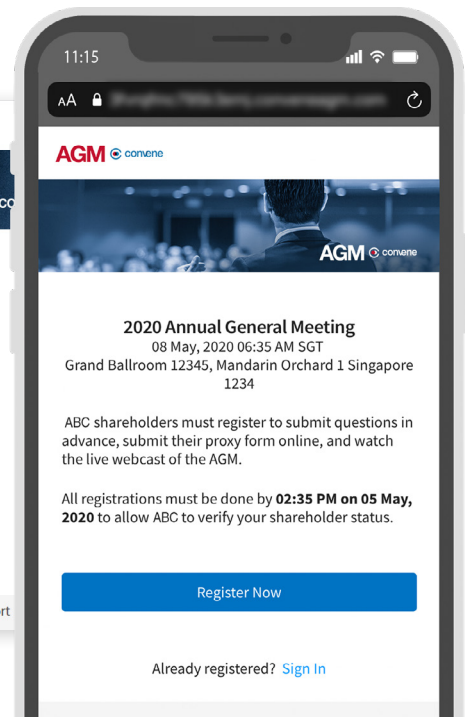 11:15
AA
AGM convene
AGM convene
2020 Annual General Meeting
08 May, 2020 06:35 AM SGT
Grand Ballroom 12345, Mandarin Orchard 1 Singapore
1234
ABC shareholders must register to submit questions in
advance, submit their proxy form online, and watch
the live webcast of the AGM.
All registrations must be done by 02:35 PM on 05 May,
2020 to allow ABC to verify your shareholder status.
Register Now
Already registered? Sign In